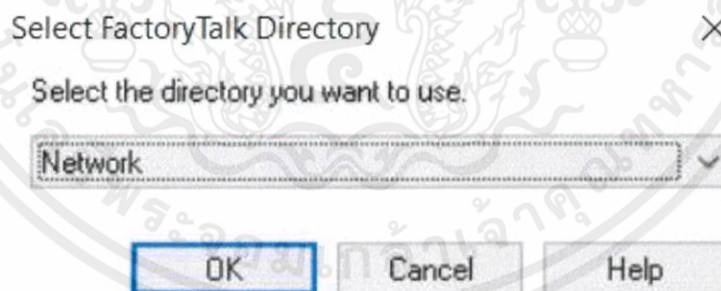 Select FactoryTalk Directory
Select the directory you want to use.
Network
OK Cancel Help